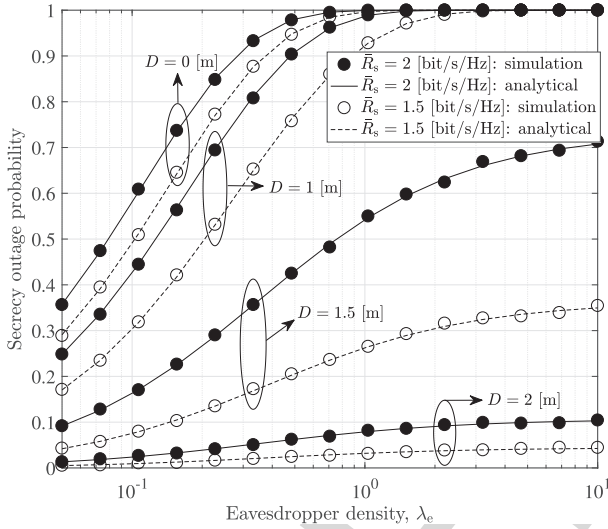 1
0.9
0.8
0.7
0.6
0.5
0.4
0.3
0.2
0.1
0
Secrecy outage probability
D = 0 [m]
R̄s = 2 [bit/s/Hz]: simulation
R̄s = 2 [bit/s/Hz]: analytical
R̄s = 1.5 [bit/s/Hz]: simulation
R̄s = 1.5 [bit/s/Hz]: analytical
D = 1 [m]
D = 1.5 [m]
D = 2 [m]
10⁻¹ 10⁰ 10¹
Eavesdropper density, λe